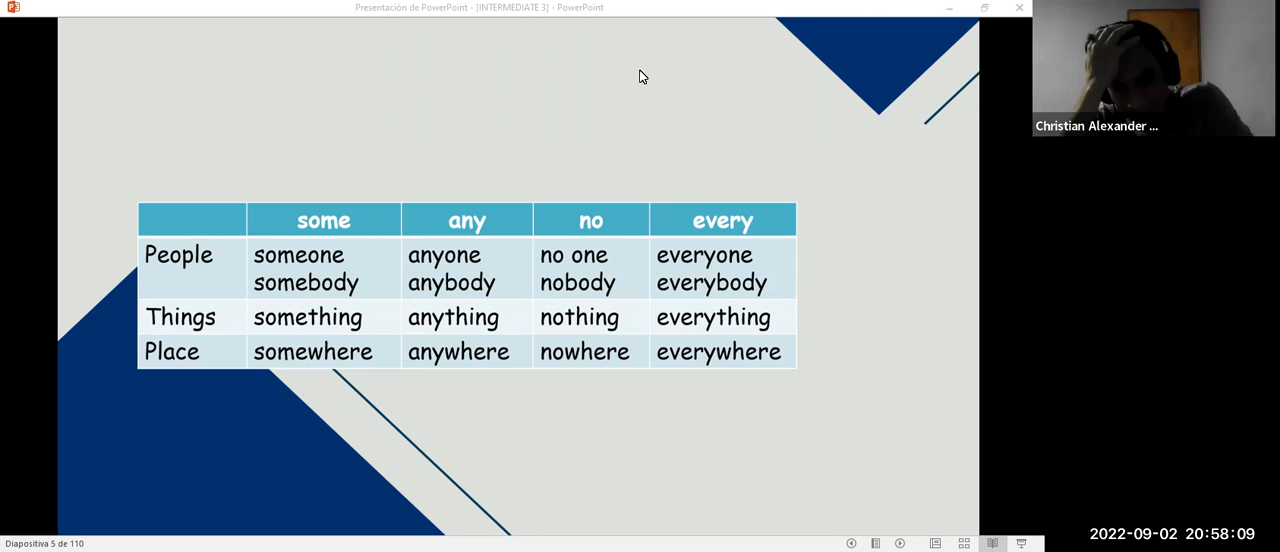 Presentación de PowerPoint - [INTERMEDIATE 3] - PowerPoint
Christian Alexander ...
some any no every
People someone anyone no one everyone
somebody anybody nobody everybody
Things something anything nothing everything
Place somewhere anywhere nowhere everywhere
Diapositiva 5 de 110
2022-09-02 20:58:09